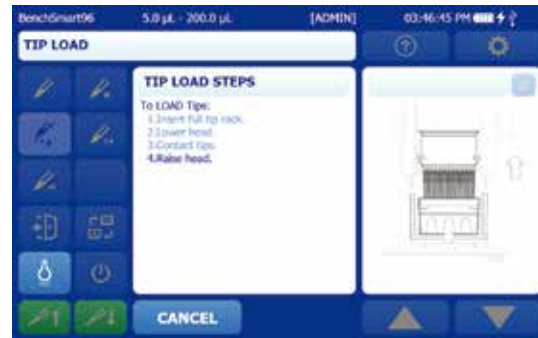 BenchSmart96 5.0 µL - 200.0 µL [ADMIN] 03:46:45 PM
TIP LOAD
TIP LOAD STEPS
To LOAD Tips:
1.Insert full tip rack.
2.Lower head.
3.Contact tips.
4.Raise head.
CANCEL